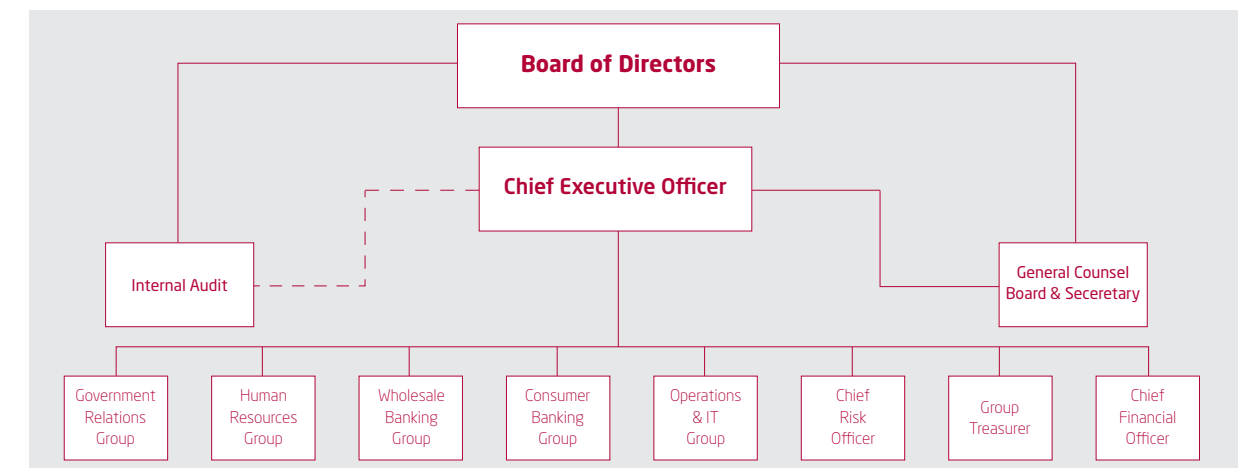 Board of Directors
Chief Executive Officer
Internal Audit
General Counsel
Board & Seceretary
Government
Relations
Group
Human
Resources
Group
Wholesale
Banking
Group
Consumer
Banking
Group
Operations
& IT
Group
Chief
Risk
Officer
Group
Treasurer
Chief
Financial
Officer